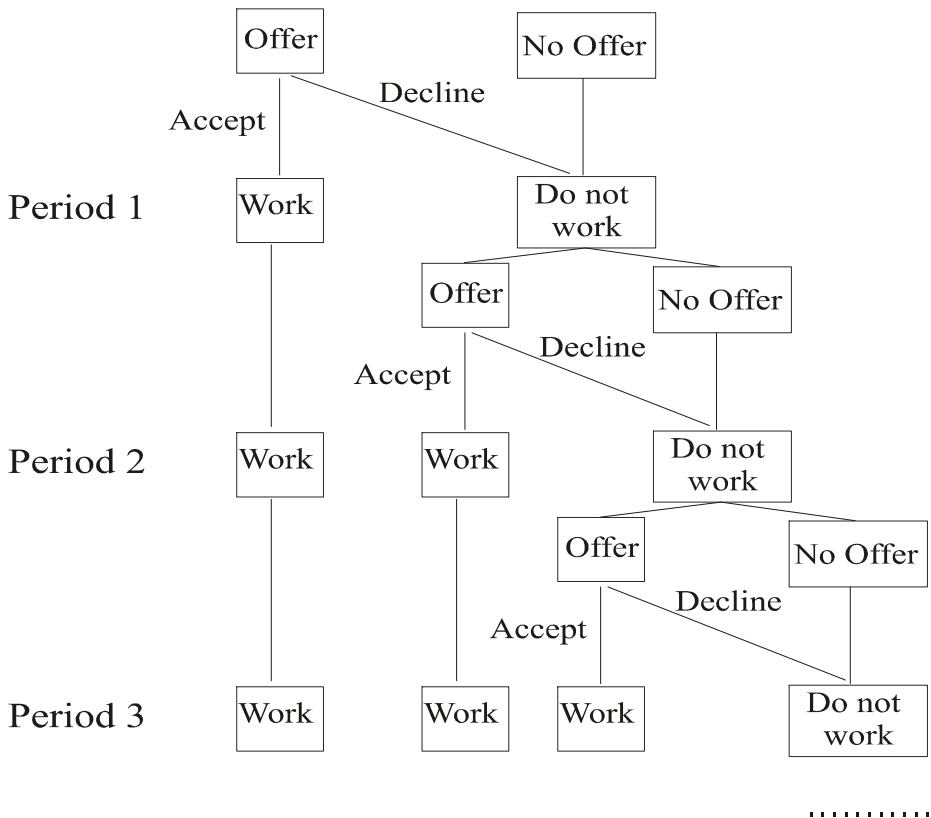 Offer
No Offer
Decline
Accept
Period 1
Work
Do not
work
Offer
No Offer
Decline
Accept
Period 2
Work
Work
Do not
work
Offer
No Offer
Decline
Accept
Period 3
Work
Work
Work
Do not
work